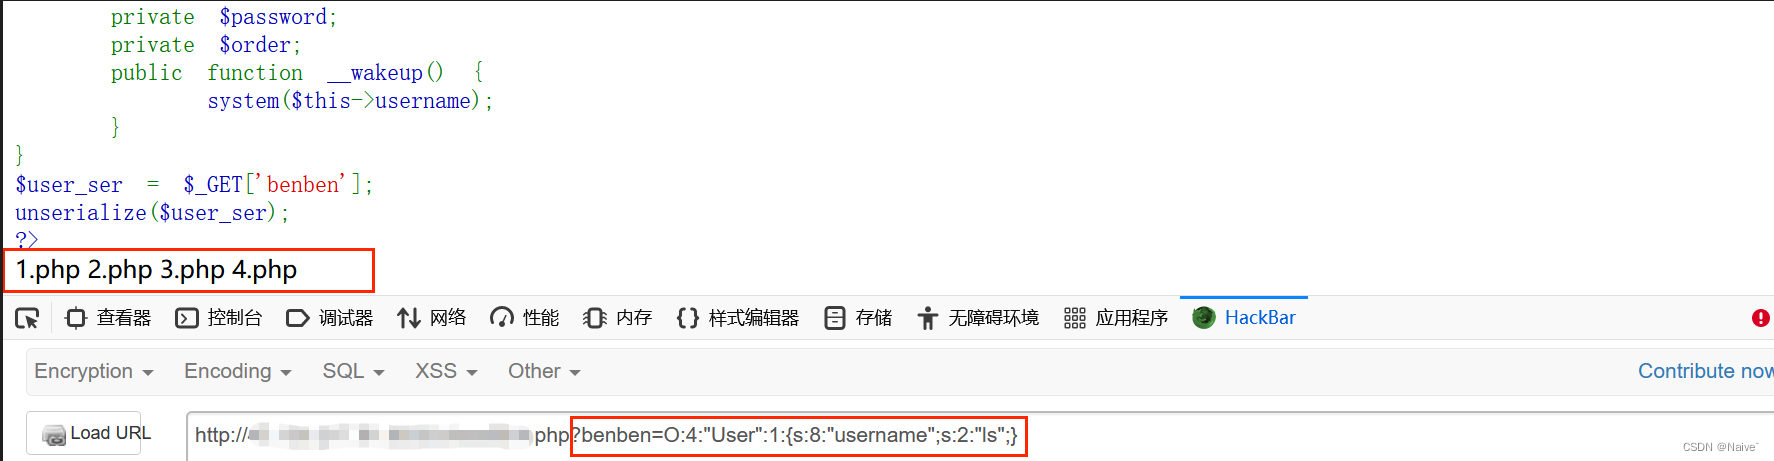 private $password;
private $order;
public function __wakeup() {
system($this->username);
}
}
$user_ser = $_GET['benben'];
unserialize($user_ser);
?>
1.php 2.php 3.php 4.php
查看器 控制台 调试器 网络 性能 内存 样式编辑器 存储 无障碍环境 应用程序 HackBar
Encryption Encoding SQL XSS Other Contribute now
Load URL http:// .php?benben=O:4:"User":1:{s:8:"username";s:2:"ls";}
CSDN @Naive`